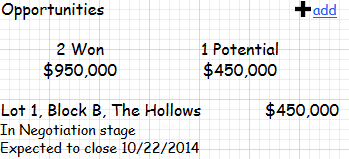 Opportunities add
2 Won 1 Potential
$950,000 $450,000
Lot 1, Block B, The Hollows $450,000
In Negotiation stage
Expected to close 10/22/2014